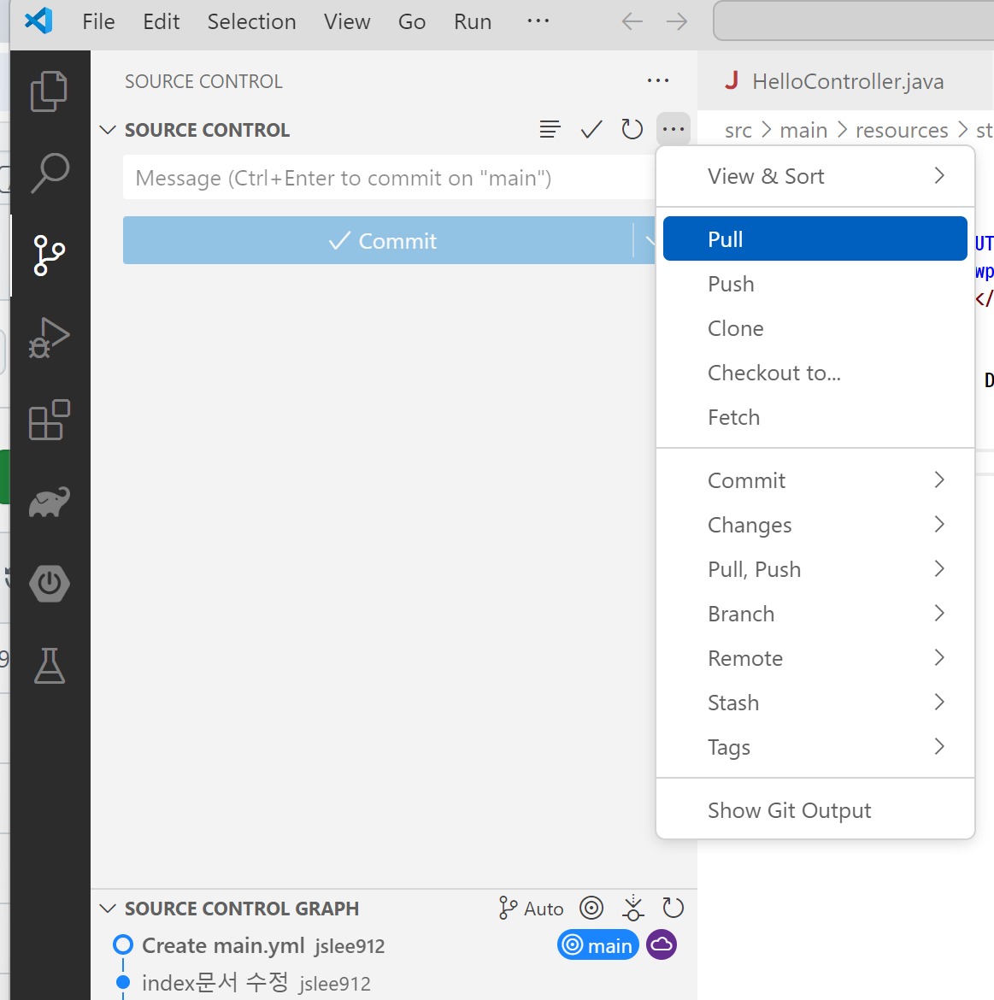 File Edit Selection View Go Run ···
SOURCE CONTROL ···
SOURCE CONTROL ···
Message (Ctrl+Enter to commit on "main")
Commit
View & Sort
Pull
Push
Clone
Checkout to...
Fetch
Commit
Changes
Pull, Push
Branch
Remote
Stash
Tags
Show Git Output
J HelloController.java
src > main > resources > st
UT
wp
</
D
9
SOURCE CONTROL GRAPH Auto
Create main.yml jslee912 main
index문서 수정 jslee912